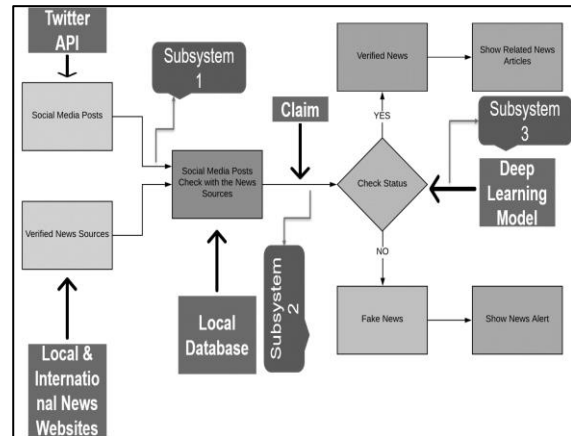 Twitter
API
Social Media Posts
Subsystem
1
Verified News Sources
Local &
Internatio
nal News
Websites
Social Media Posts
Check with the News
Sources
Local
Database
Claim
Subsystem
2
Verified News
Show Related News
Articles
YES
Check Status
Subsystem
3
Deep
Learning
Model
NO
Fake News
Show News Alert